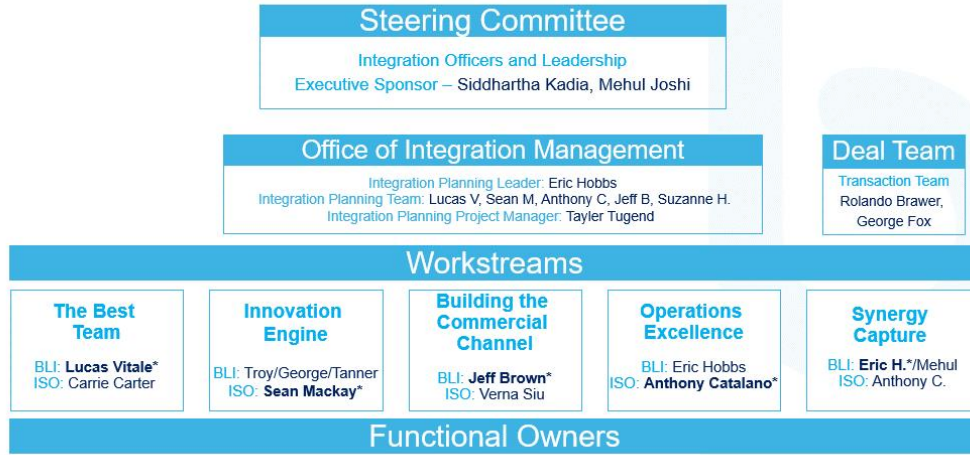 Steering Committee
Integration Officers and Leadership
Executive Sponsor – Siddhartha Kadia, Mehul Joshi
Office of Integration Management
Integration Planning Leader: Eric Hobbs
Integration Planning Team: Lucas V, Sean M, Anthony C, Jeff B, Suzanne H.
Integration Planning Project Manager: Tayler Tugend
Deal Team
Transaction Team
Rolando Brawer,
George Fox
Workstreams
The Best
Team
BLI: Lucas Vitale*
ISO: Carrie Carter
Innovation
Engine
BLI: Troy/George/Tanner
ISO: Sean Mackay*
Building the
Commercial
Channel
BLI: Jeff Brown*
ISO: Verna Siu
Operations
Excellence
BLI: Eric Hobbs
ISO: Anthony Catalano*
Synergy
Capture
BLI: Eric H.*/Mehul
ISO: Anthony C.
Functional Owners